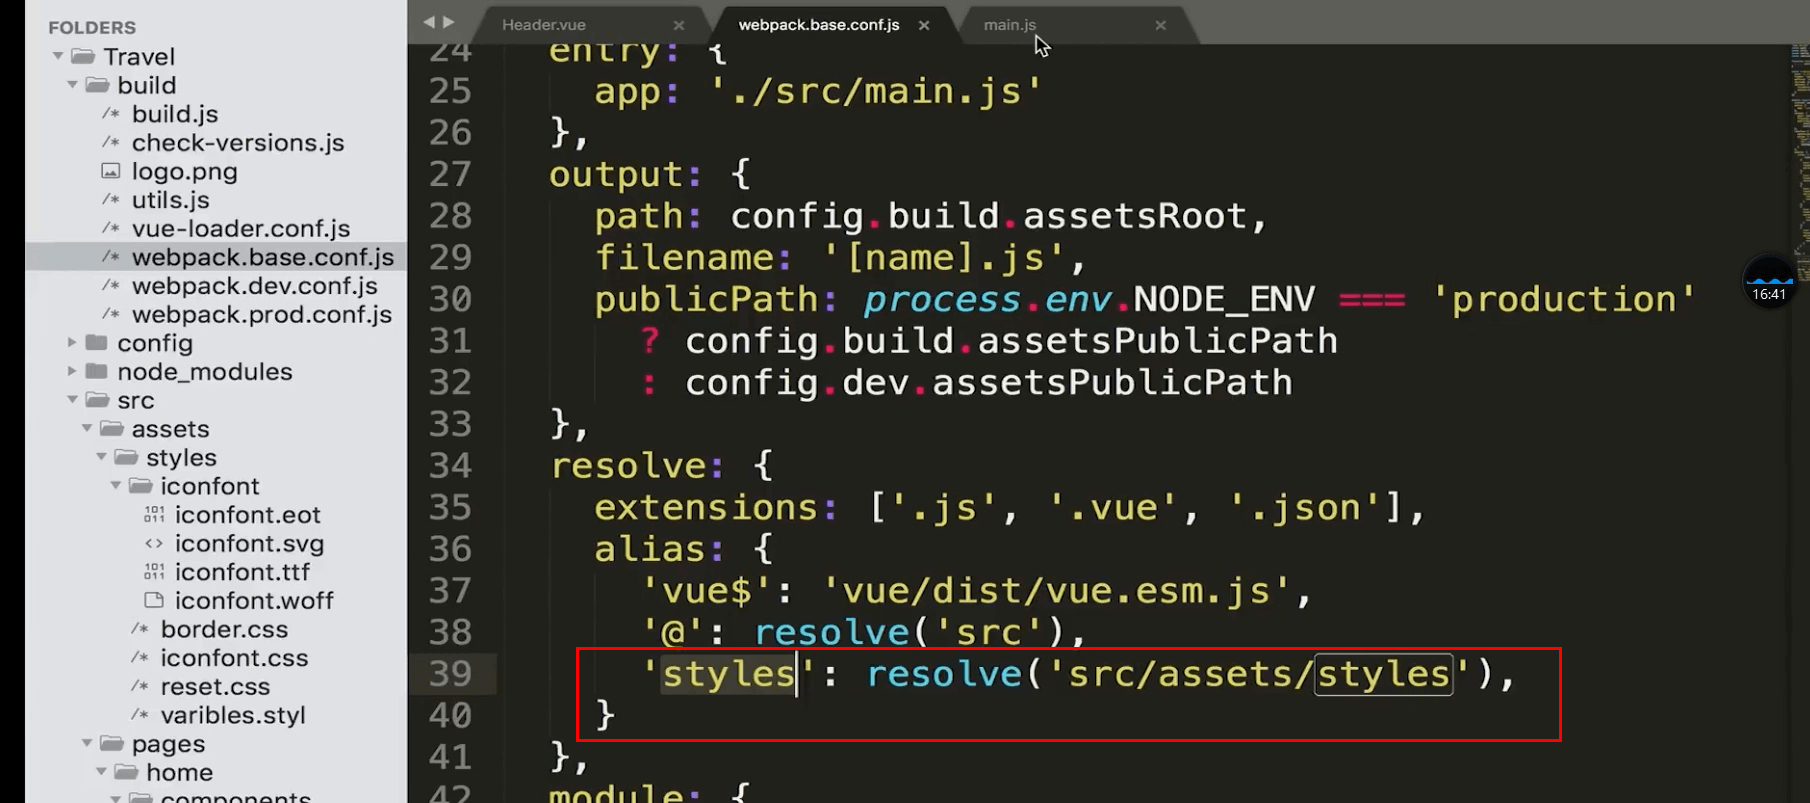 FOLDERS
Travel
build
build.js
check-versions.js
logo.png
utils.js
vue-loader.conf.js
webpack.base.conf.js
webpack.dev.conf.js
webpack.prod.conf.js
config
node_modules
src
assets
styles
iconfont
iconfont.eot
iconfont.svg
iconfont.ttf
iconfont.woff
border.css
iconfont.css
reset.css
varibles.styl
pages
home
components
Header.vue × webpack.base.conf.js × main.js ×
24 entry: {
25 app: './src/main.js'
26 },
27 output: {
28 path: config.build.assetsRoot,
29 filename: '[name].js',
30 publicPath: process.env.NODE_ENV === 'production'
31 ? config.build.assetsPublicPath
32 : config.dev.assetsPublicPath
33 },
34 resolve: {
35 extensions: ['.js', '.vue', '.json'],
36 alias: {
37 'vue$': 'vue/dist/vue.esm.js',
38 '@': resolve('src'),
39 'styles': resolve('src/assets/styles'),
40 }
41 },
42 module: {
16:41